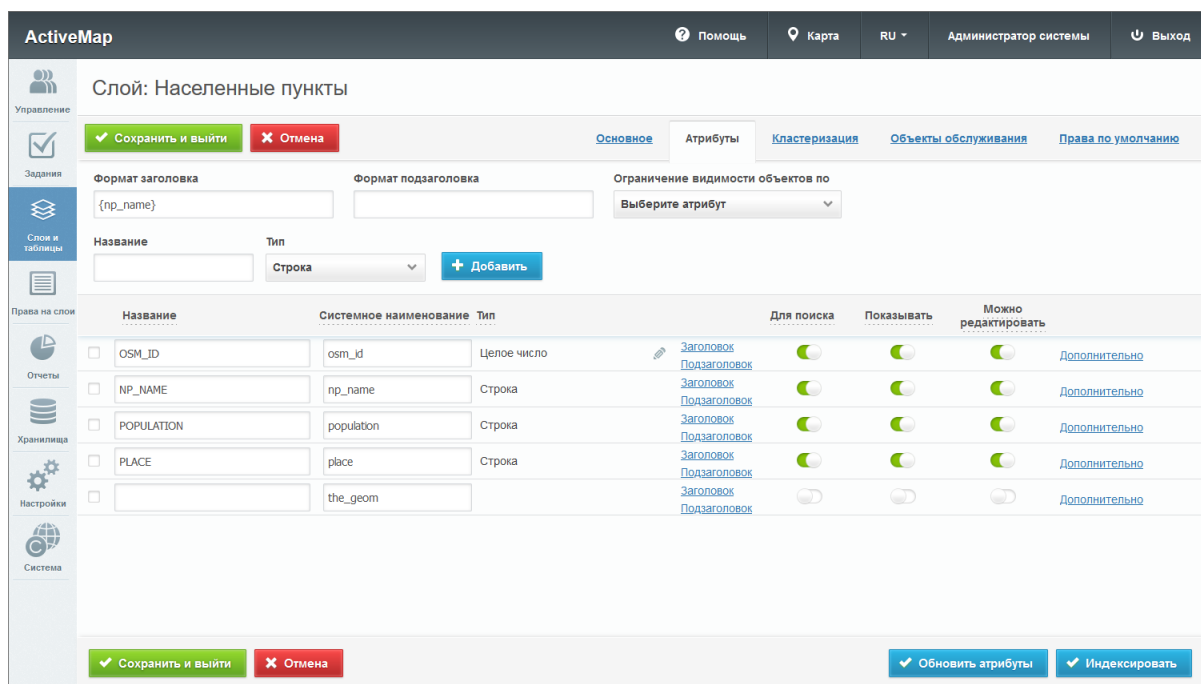 ActiveMap
Помощь
Карта
RU
Администратор системы
Выход
Управление
Задания
Слои и
таблицы
Права на слои
Отчеты
Хранилища
Настройки
Система
Слой: Населенные пункты
Сохранить и выйти
Отмена
Основное
Атрибуты
Кластеризация
Объекты обслуживания
Права по умолчанию
Формат заголовка
Формат подзаголовка
Ограничение видимости объектов по
{np_name}
Выберите атрибут
Название
Тип
Строка
Добавить
Название
Системное наименование
Тип
Для поиска
Показывать
Можно
редактировать
OSM_ID
osm_id
Целое число
Заголовок
Подзаголовок
Дополнительно
NP_NAME
np_name
Строка
Заголовок
Подзаголовок
Дополнительно
POPULATION
population
Строка
Заголовок
Подзаголовок
Дополнительно
PLACE
place
Строка
Заголовок
Подзаголовок
Дополнительно
the_geom
Заголовок
Подзаголовок
Дополнительно
Сохранить и выйти
Отмена
Обновить атрибуты
Индексировать